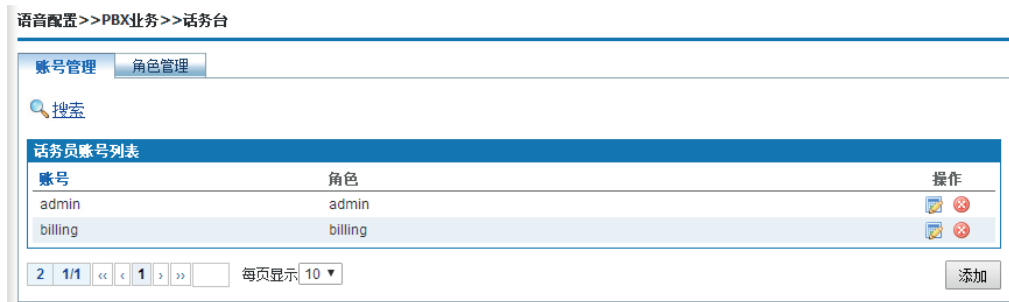 语音配置>>PBX业务>>话务台
账号管理 角色管理
搜索
话务员账号列表
账号 角色 操作
admin admin
billing billing
2 1/1 ‹‹ ‹ 1 › ›› 每页显示 10 ▼ 添加